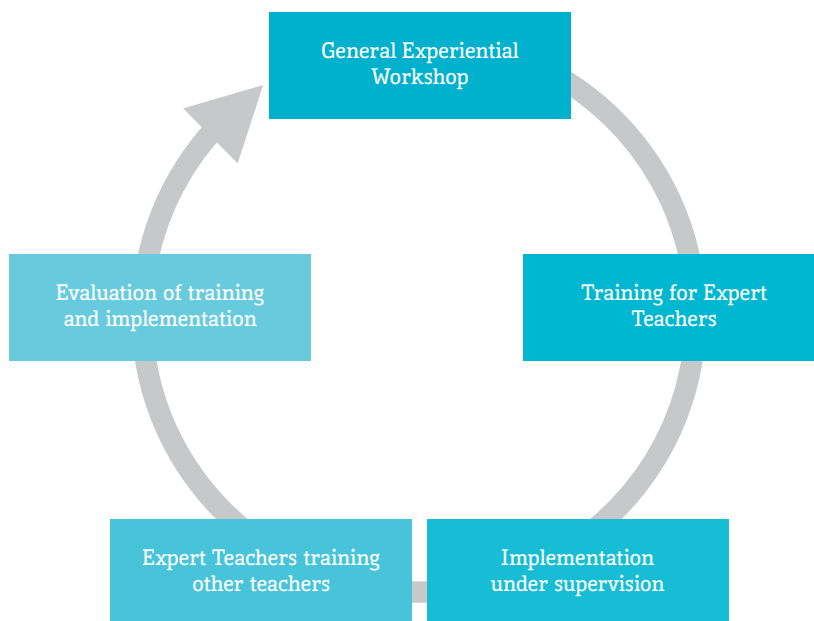 General Experiential
Workshop
Training for Expert
Teachers
Implementation
under supervision
Expert Teachers training
other teachers
Evaluation of training
and implementation